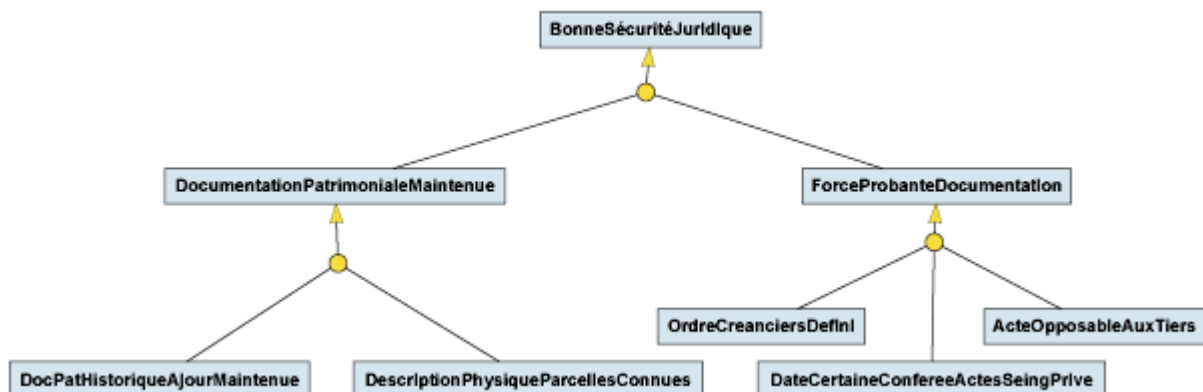 BonneSécuritéJuridique
DocumentationPatrimonialeMaintenue
ForceProbanteDocumentation
OrdreCreanciersDefini
ActeOpposableAuxTiers
DocPatHistoriqueAjourMaintenue
DescriptionPhysiqueParcellesConnues
DateCertaineConfereeActesSeingPrive